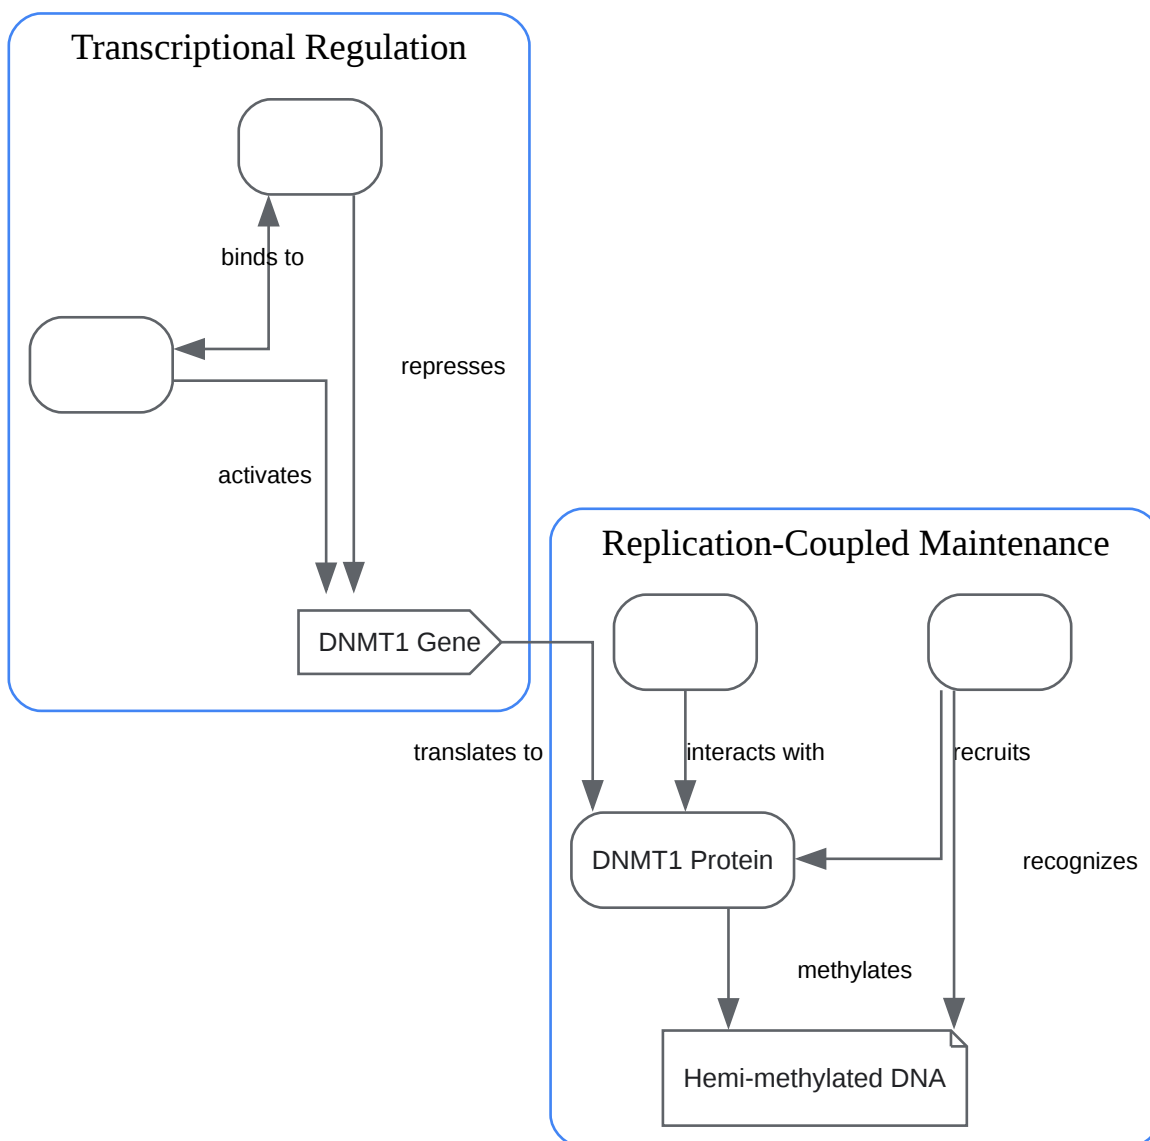 Transcriptional Regulation
binds to
represses
activates
Replication-Coupled Maintenance
DNMT1 Gene
translates to
interacts with
recruits
DNMT1 Protein
recognizes
methylates
Hemi-methylated DNA